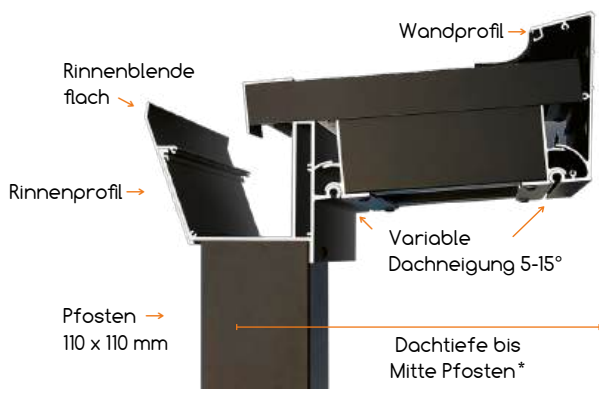 Wandprofil
Rinnenblende
flach
Rinnenprofil
Variable
Dachneigung 5-15°
Pfosten
110 x 110 mm
Dachtiefe bis
Mitte Pfosten*